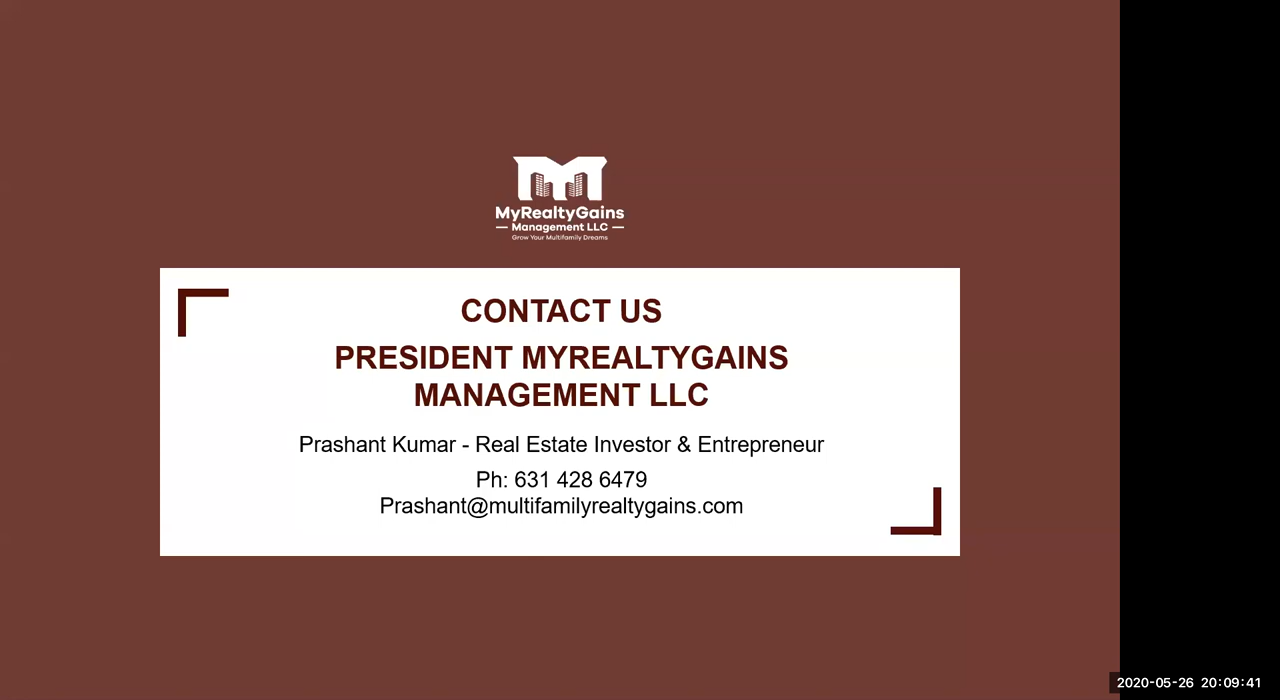 MyRealtyGains
Management LLC
Grow Your Multifamily Dreams
CONTACT US
PRESIDENT MYREALTYGAINS
MANAGEMENT LLC
Prashant Kumar - Real Estate Investor & Entrepreneur
Ph: 631 428 6479
Prashant@multifamilyrealtygains.com
2020-05-26 20:09:41